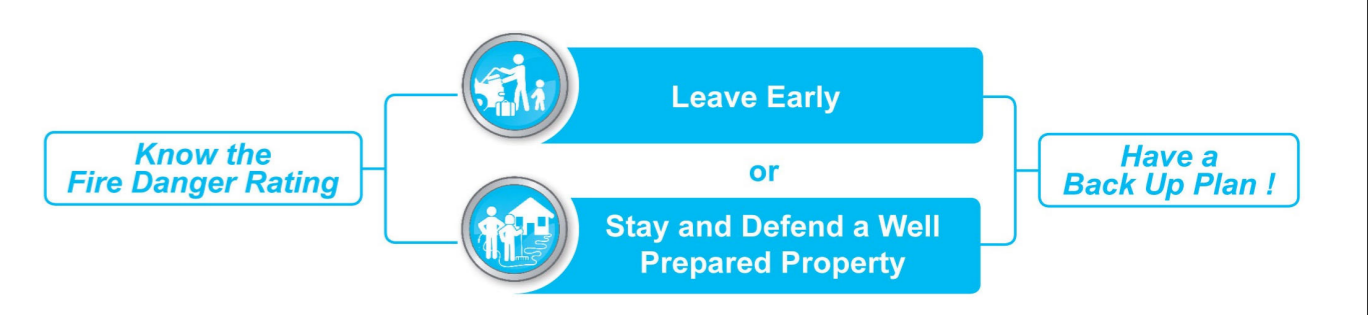 Know the
Fire Danger Rating
Leave Early
or
Stay and Defend a Well
Prepared Property
Have a
Back Up Plan !